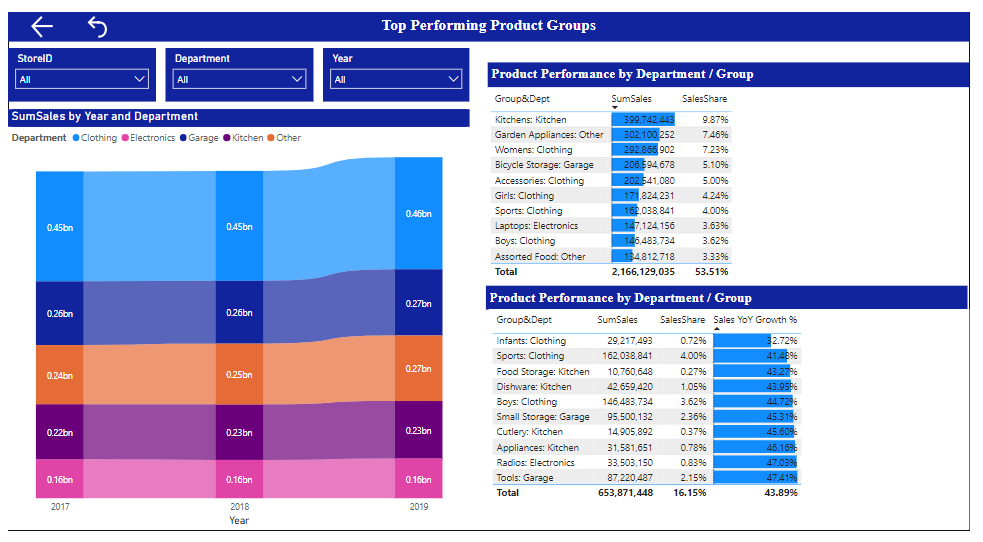 Top Performing Product Groups
StoreID
All
Department
All
Year
All
SumSales by Year and Department
Department Clothing Electronics Garage Kitchen Other
0.45bn 0.45bn 0.46bn
0.26bn 0.26bn 0.27bn
0.24bn 0.25bn 0.27bn
0.22bn 0.23bn 0.23bn
0.16bn 0.16bn 0.16bn
2017 2018 2019
Year
Product Performance by Department / Group
Group&Dept SumSales SalesShare
Kitchens: Kitchen 399,742,443 9.87%
Garden Appliances: Other 302,100,252 7.46%
Womens: Clothing 292,866,902 7.23%
Bicycle Storage: Garage 206,594,678 5.10%
Accessories: Clothing 202,541,080 5.00%
Girls: Clothing 171,824,231 4.24%
Sports: Clothing 162,038,841 4.00%
Laptops: Electronics 147,124,156 3.63%
Boys: Clothing 146,483,734 3.62%
Assorted Food: Other 134,812,718 3.33%
Total 2,166,129,035 53.51%
Product Performance by Department / Group
Group&Dept SumSales SalesShare Sales YoY Growth %
Infants: Clothing 29,217,493 0.72% 32.72%
Sports: Clothing 162,038,841 4.00% 41.48%
Food Storage: Kitchen 10,760,648 0.27% 43.27%
Dishware: Kitchen 42,659,420 1.05% 43.95%
Boys: Clothing 146,483,734 3.62% 44.72%
Small Storage: Garage 95,500,132 2.36% 45.31%
Cutlery: Kitchen 14,905,892 0.37% 45.60%
Appliances: Kitchen 31,581,651 0.78% 46.16%
Radios: Electronics 33,503,150 0.83% 47.03%
Tools: Garage 87,220,487 2.15% 47.41%
Total 653,871,448 16.15% 43.89%